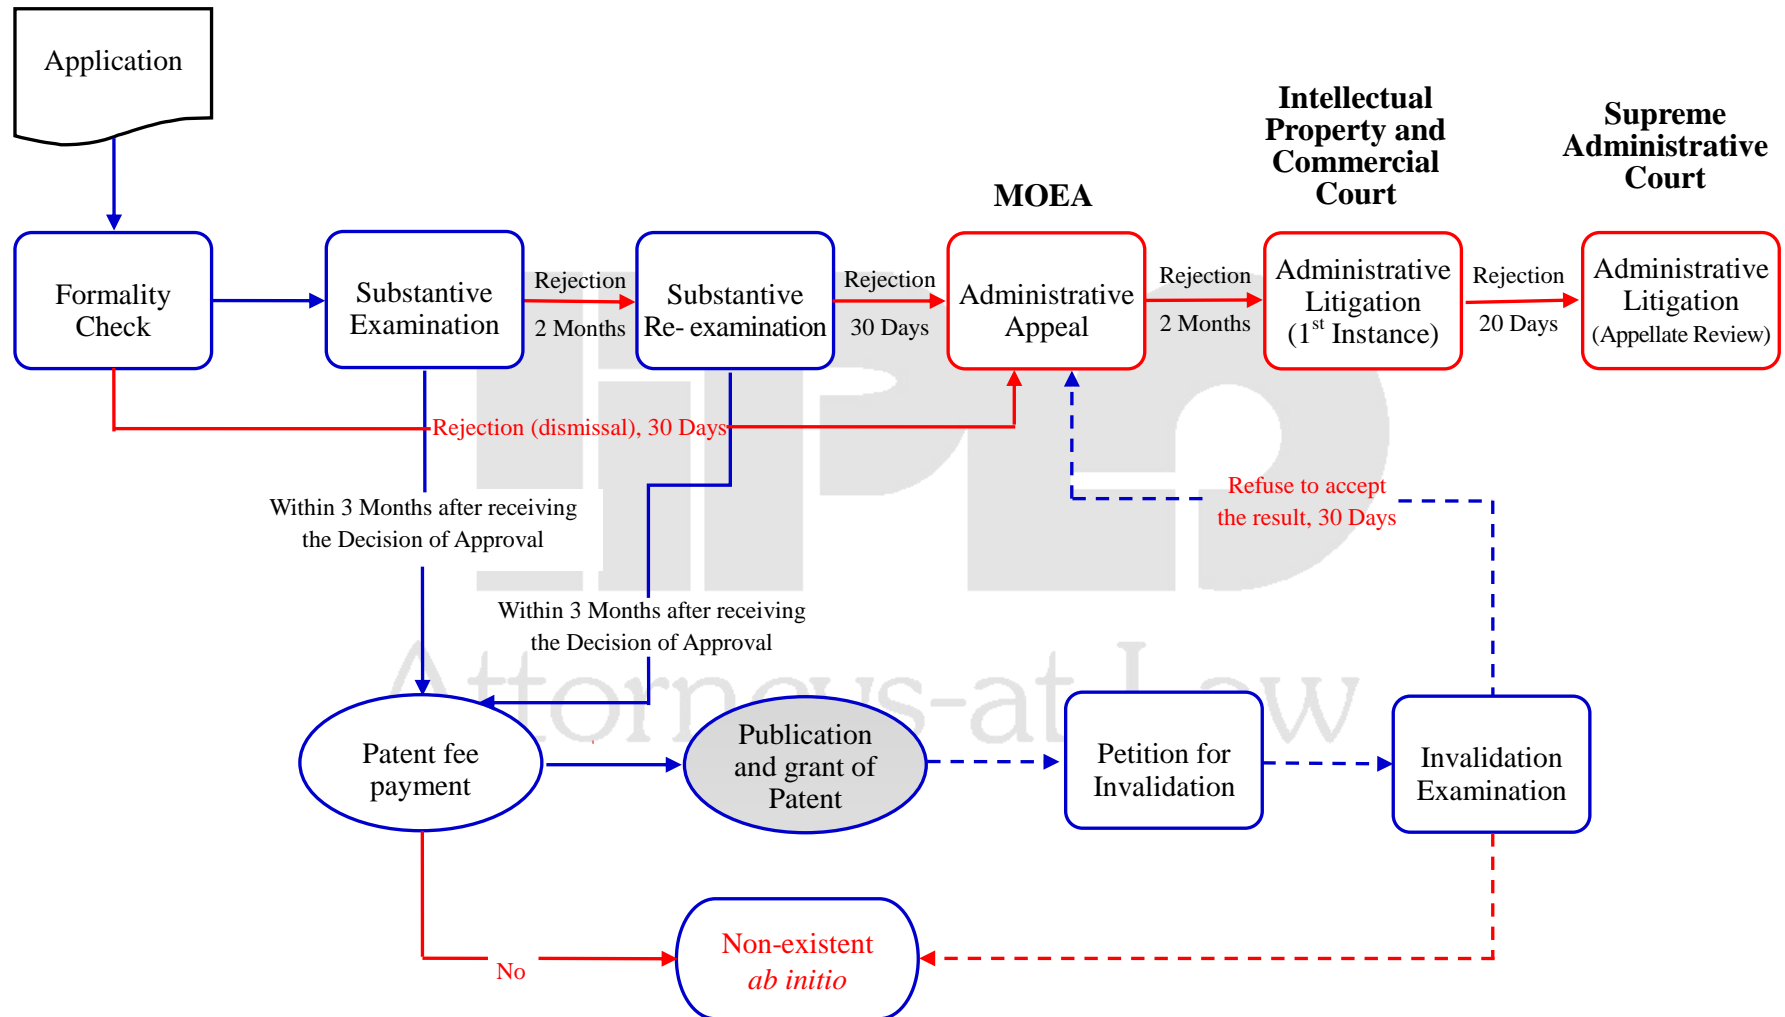 Application
Intellectual
Property and
Commercial
Court
Supreme
Administrative
Court
MOEA
Formality
Check
Substantive
Examination
Rejection
2 Months
Substantive
Re- examination
Rejection
30 Days
Administrative
Appeal
Rejection
2 Months
Administrative
Litigation
(1st Instance)
Rejection
20 Days
Administrative
Litigation
(Appellate Review)
Rejection (dismissal), 30 Days
Refuse to accept
the result, 30 Days
Within 3 Months after receiving
the Decision of Approval
Within 3 Months after receiving
the Decision of Approval
Attorneys-at Law
Patent fee
payment
Publication
and grant of
Patent
Petition for
Invalidation
Invalidation
Examination
No
Non-existent
ab initio